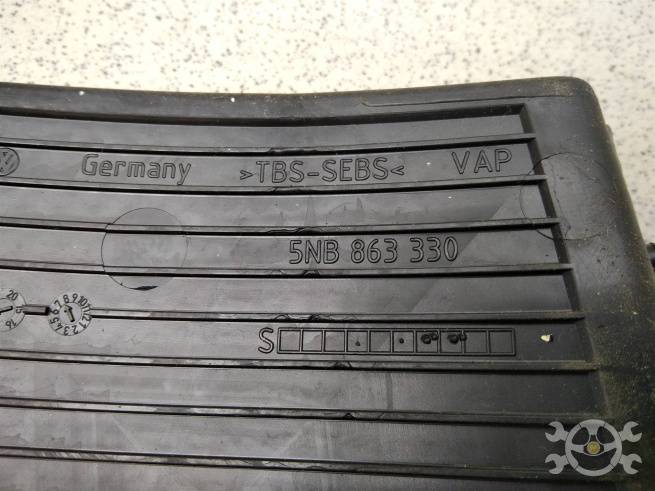 Germany >TBS-SEBS< VAP
5NB 863 330
S